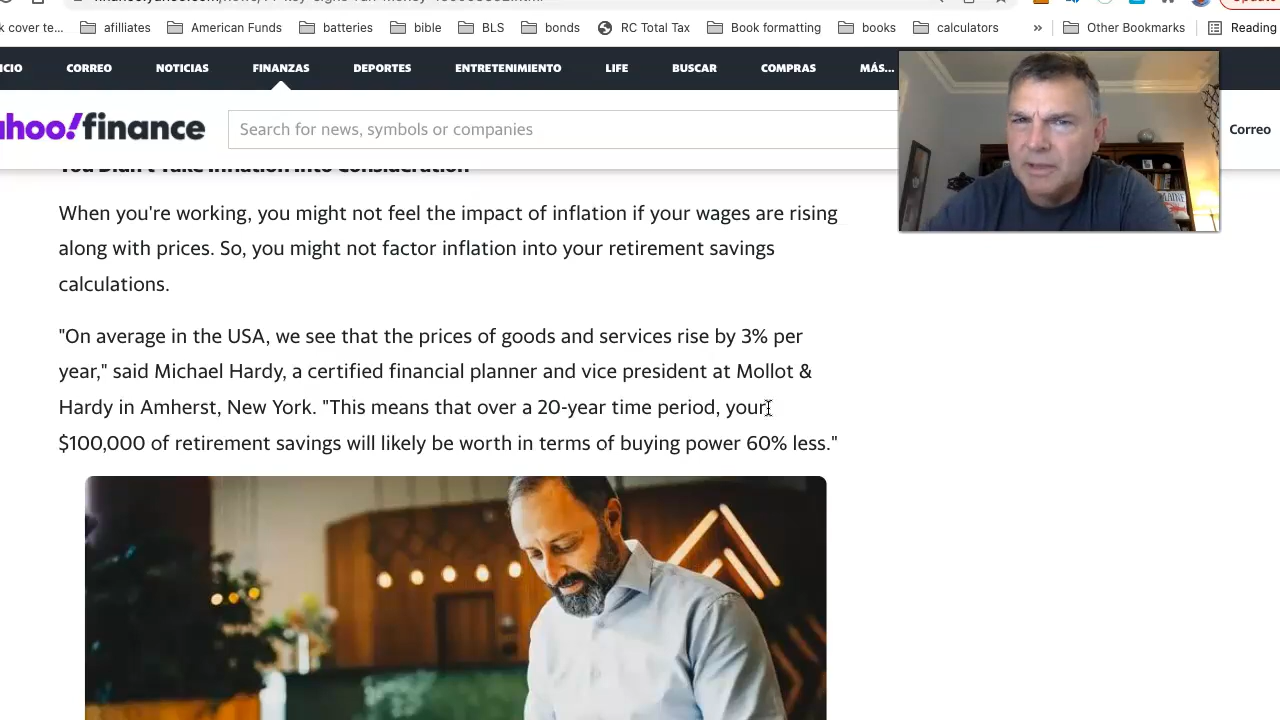 k cover te... affiliates American Funds batteries bible BLS bonds RC Total Tax Book formatting books calculators » Other Bookmarks Reading
ICIO CORREO NOTICIAS FINANZAS DEPORTES ENTRETENIMIENTO LIFE BUSCAR COMPRAS MÁS...
ahoo!finance Search for news, symbols or companies Correo
You Didn't Take Inflation Into Consideration
When you're working, you might not feel the impact of inflation if your wages are rising
along with prices. So, you might not factor inflation into your retirement savings
calculations.
"On average in the USA, we see that the prices of goods and services rise by 3% per
year," said Michael Hardy, a certified financial planner and vice president at Mollot &
Hardy in Amherst, New York. "This means that over a 20-year time period, your
$100,000 of retirement savings will likely be worth in terms of buying power 60% less."